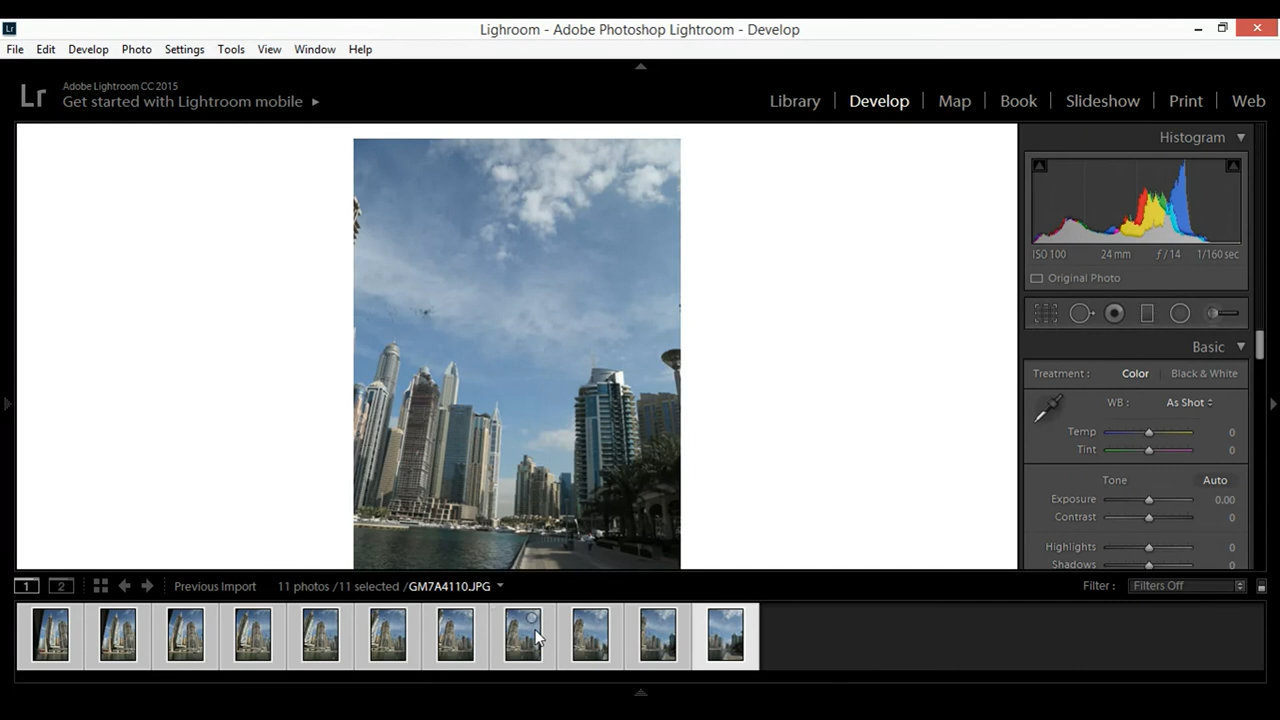 Lr
Lighroom - Adobe Photoshop Lightroom - Develop
File Edit Develop Photo Settings Tools View Window Help
Lr
Adobe Lightroom CC 2015
Get started with Lightroom mobile
Library Develop Map Book Slideshow Print Web
Histogram
ISO 100 24 mm ƒ / 14 1/160 sec
Original Photo
Basic
Treatment : Color Black & White
WB : As Shot
Temp 0
Tint 0
Tone Auto
Exposure 0.00
Contrast 0
Highlights 0
Shadows 0
1 2 Previous Import 11 photos /11 selected /GM7A4110.JPG Filter : Filters Off